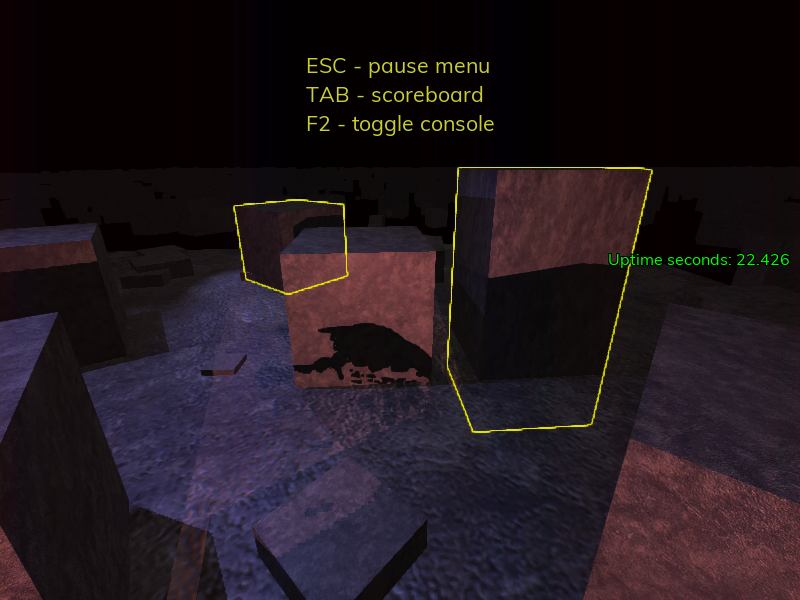 ESC - pause menu
TAB - scoreboard
F2 - toggle console
Uptime seconds: 22.426